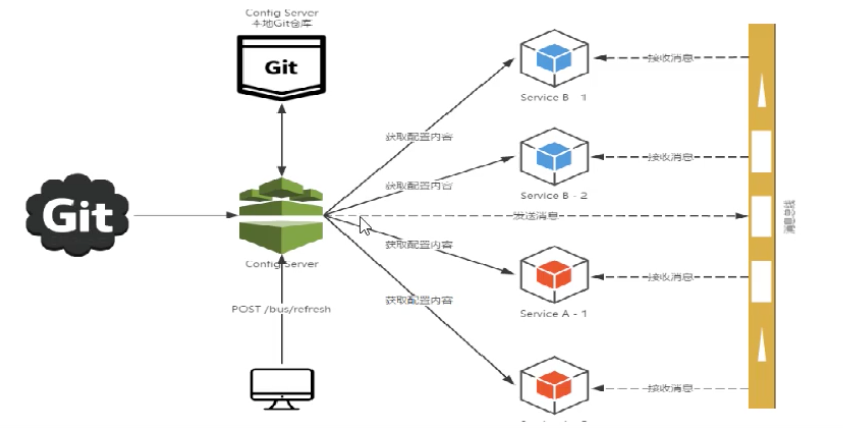 Config Server
本地Git仓库
Git
Service B - 1
接收消息
获取配置内容
Service B - 2
接收消息
获取配置内容
Git
发送消息
消息总线
获取配置内容
Config Server
Service A - 1
接收消息
获取配置内容
POST /bus/refresh
接收消息